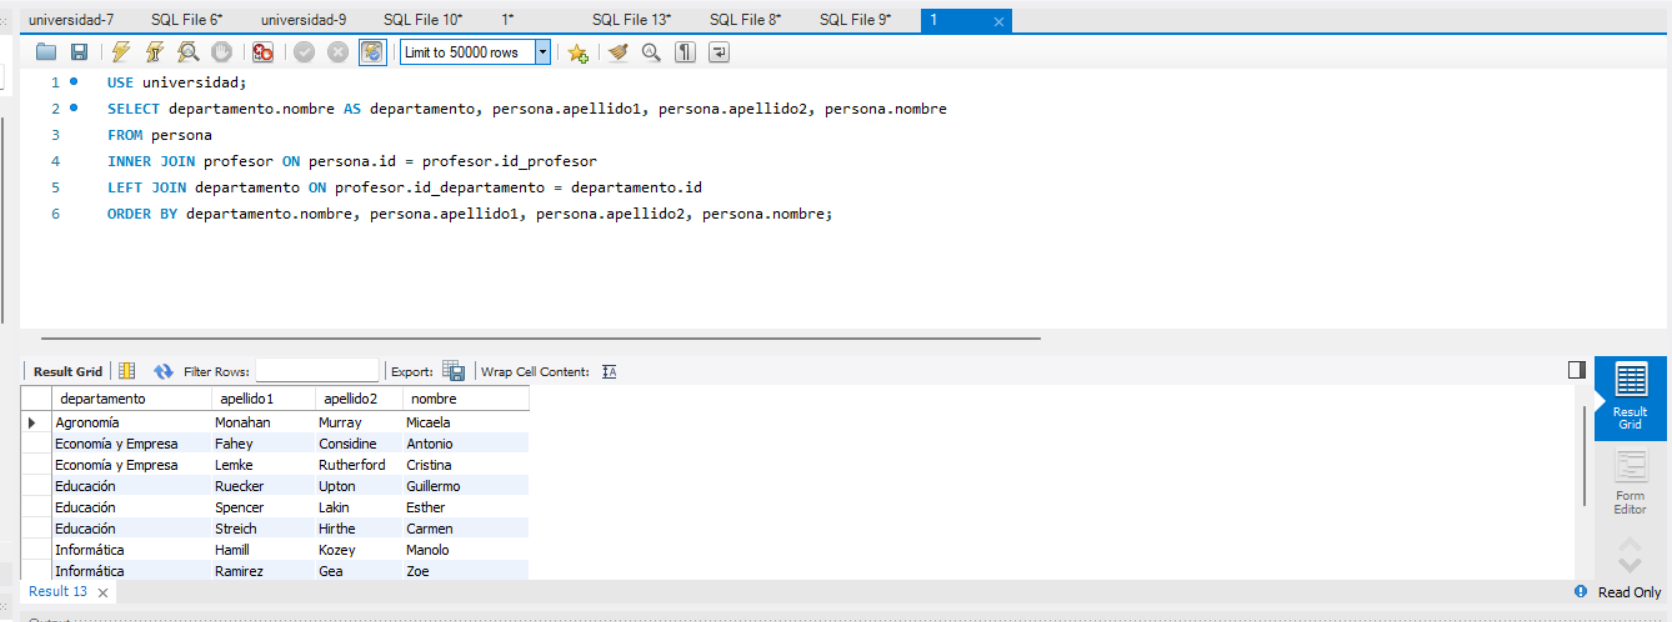 universidad-7 SQL File 6* universidad-9 SQL File 10* 1* SQL File 13* SQL File 8* SQL File 9* 1
Limit to 50000 rows
1 USE universidad;
2 SELECT departamento.nombre AS departamento, persona.apellido1, persona.apellido2, persona.nombre
3 FROM persona
4 INNER JOIN profesor ON persona.id = profesor.id_profesor
5 LEFT JOIN departamento ON profesor.id_departamento = departamento.id
6 ORDER BY departamento.nombre, persona.apellido1, persona.apellido2, persona.nombre;
Result Grid Filter Rows: Export: Wrap Cell Content:
departamento apellido1 apellido2 nombre
Agronomía Monahan Murray Micaela
Economía y Empresa Fahey Considine Antonio
Economía y Empresa Lemke Rutherford Cristina
Educación Ruecker Upton Guillermo
Educación Spencer Lakin Esther
Educación Streich Hirthe Carmen
Informática Hamill Kozey Manolo
Informática Ramirez Gea Zoe
Result
Grid
Form
Editor
Result 13 Read Only